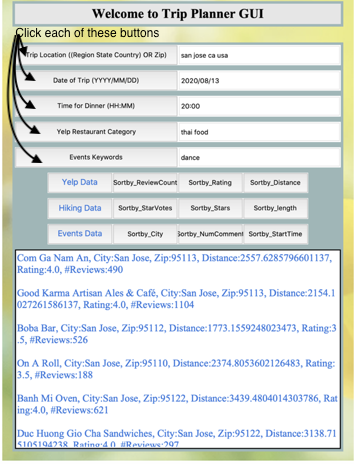 Welcome to Trip Planner GUI
Click each of these buttons
Trip Location ((Region State Country) OR Zip) san jose ca usa
Date of Trip (YYYY/MM/DD) 2020/08/13
Time for Dinner (HH:MM) 20:00
Yelp Restaurant Category thai food
Events Keywords dance
Yelp Data Sortby_ReviewCount Sortby_Rating Sortby_Distance
Hiking Data Sortby_StarVotes Sortby_Stars Sortby_length
Events Data Sortby_City Sortby_NumComment Sortby_StartTime
Com Ga Nam An, City:San Jose, Zip:95113, Distance:2557.6285796601137,
Rating:4.0, #Reviews:490
Good Karma Artisan Ales & Café, City:San Jose, Zip:95113, Distance:2154.1
027261586137, Rating:4.0, #Reviews:1104
Boba Bar, City:San Jose, Zip:95112, Distance:1773.1559248023473, Rating:3
.5, #Reviews:526
On A Roll, City:San Jose, Zip:95110, Distance:2374.8053602126483, Rating:
3.5, #Reviews:188
Banh Mi Oven, City:San Jose, Zip:95122, Distance:3439.4804014303786, Rat
ing:4.0, #Reviews:621
Duc Huong Gio Cha Sandwiches, City:San Jose, Zip:95122, Distance:3138.71
5105194238, Rating:4.0, #Reviews:297